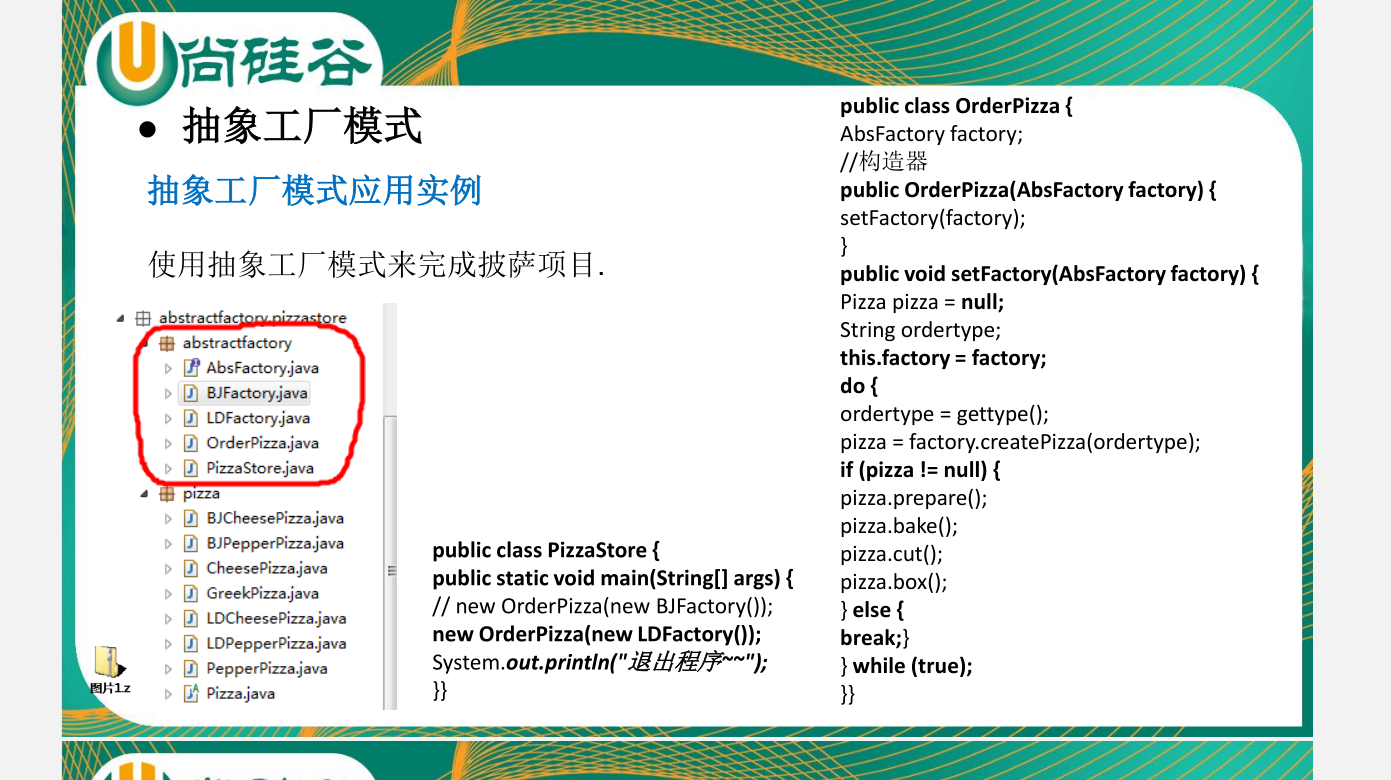 尚硅谷
● 抽象工厂模式
抽象工厂模式应用实例
使用抽象工厂模式来完成披萨项目.
abstractfactory.pizzastore
abstractfactory
AbsFactory.java
BJFactory.java
LDFactory.java
OrderPizza.java
PizzaStore.java
pizza
BJCheesePizza.java
BJPepperPizza.java
CheesePizza.java
GreekPizza.java
LDCheesePizza.java
LDPepperPizza.java
PepperPizza.java
Pizza.java
图片1.z
public class PizzaStore {
public static void main(String[] args) {
// new OrderPizza(new BJFactory());
new OrderPizza(new LDFactory());
System.out.println("退出程序~~");
}}
public class OrderPizza {
AbsFactory factory;
//构造器
public OrderPizza(AbsFactory factory) {
setFactory(factory);
}
public void setFactory(AbsFactory factory) {
Pizza pizza = null;
String ordertype;
this.factory = factory;
do {
ordertype = gettype();
pizza = factory.createPizza(ordertype);
if (pizza != null) {
pizza.prepare();
pizza.bake();
pizza.cut();
pizza.box();
} else {
break;}
} while (true);
}}